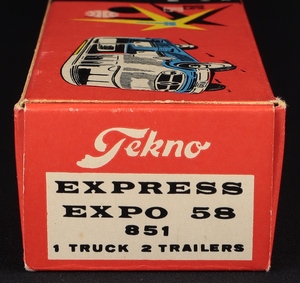 Tekno
EXPRESS
EXPO 58
851
1 TRUCK 2 TRAILERS